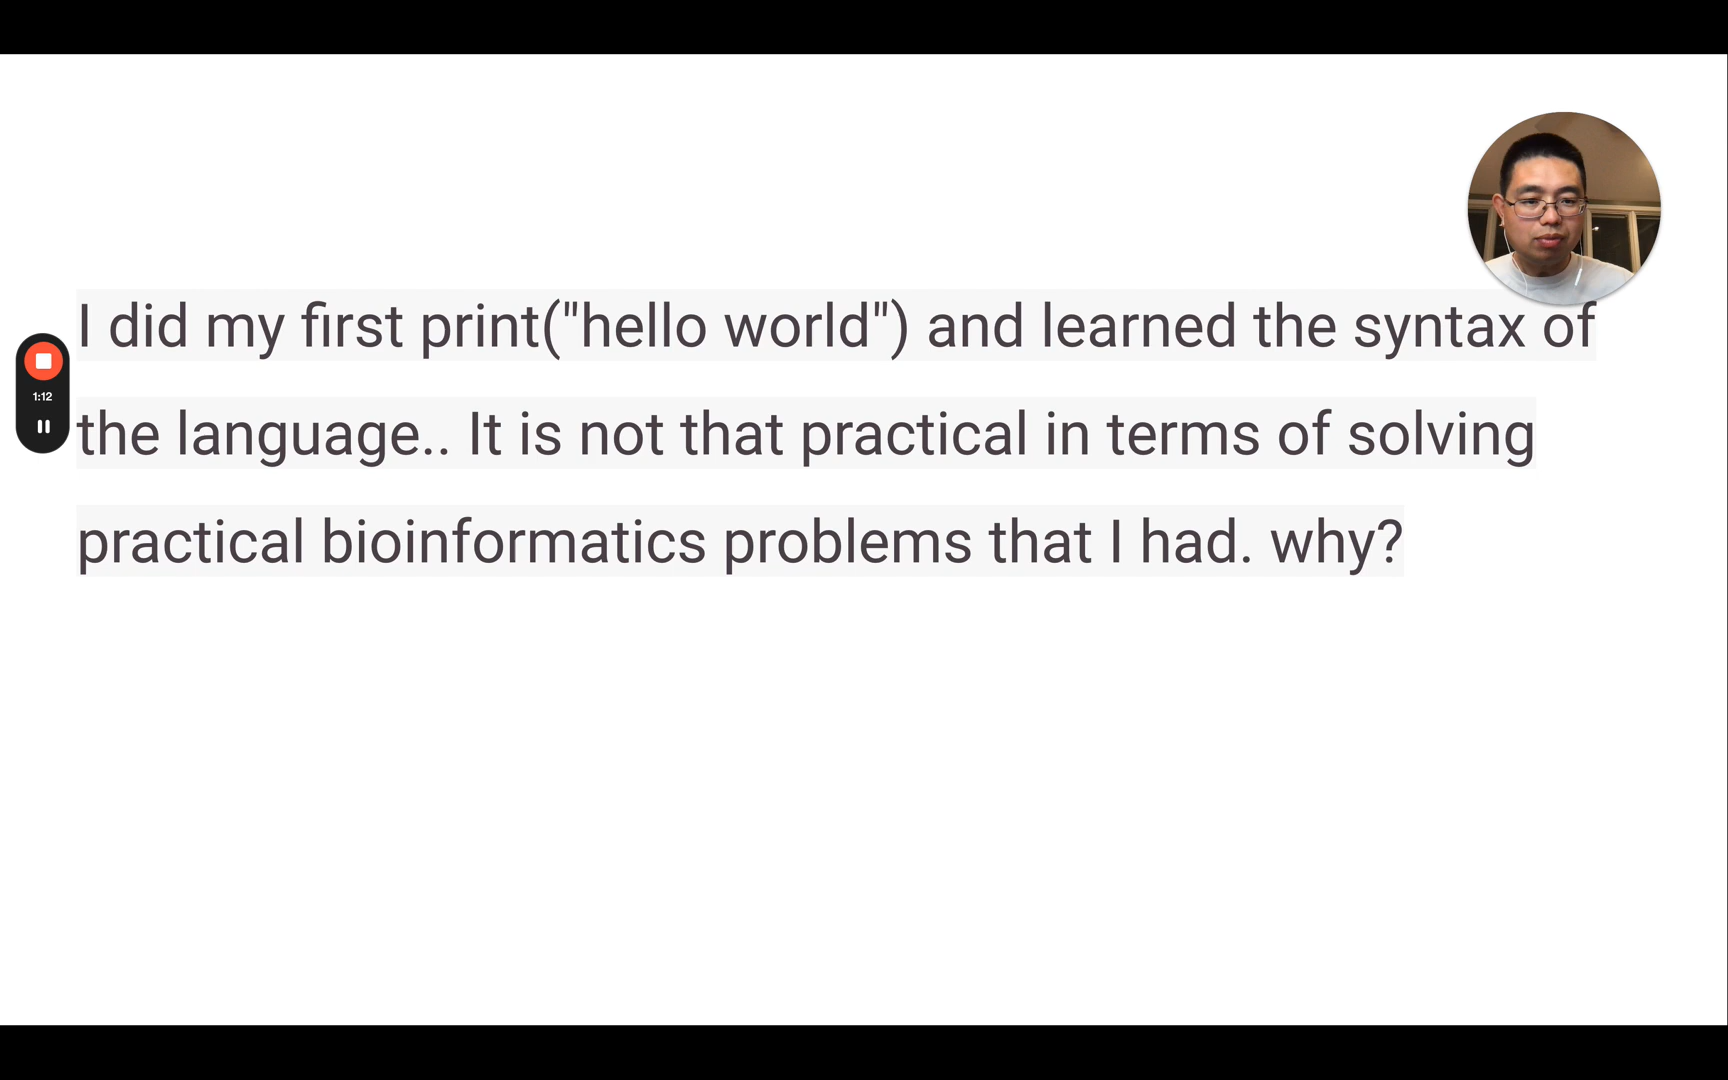 I did my first print("hello world") and learned the syntax of
the language.. It is not that practical in terms of solving
practical bioinformatics problems that I had. why?
1:12